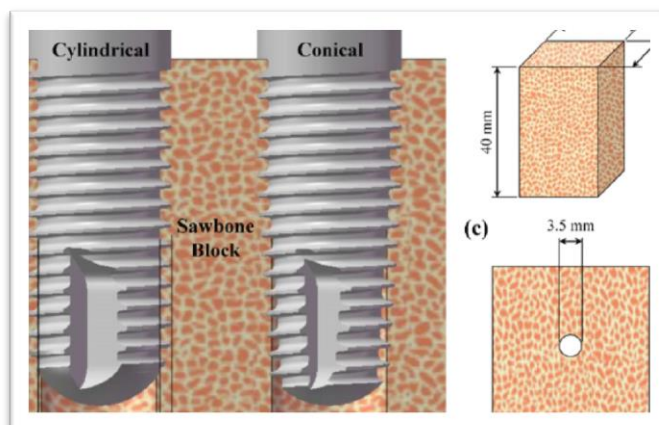 Cylindrical
Conical
Sawbone
Block
40 mm
(c)
3.5 mm